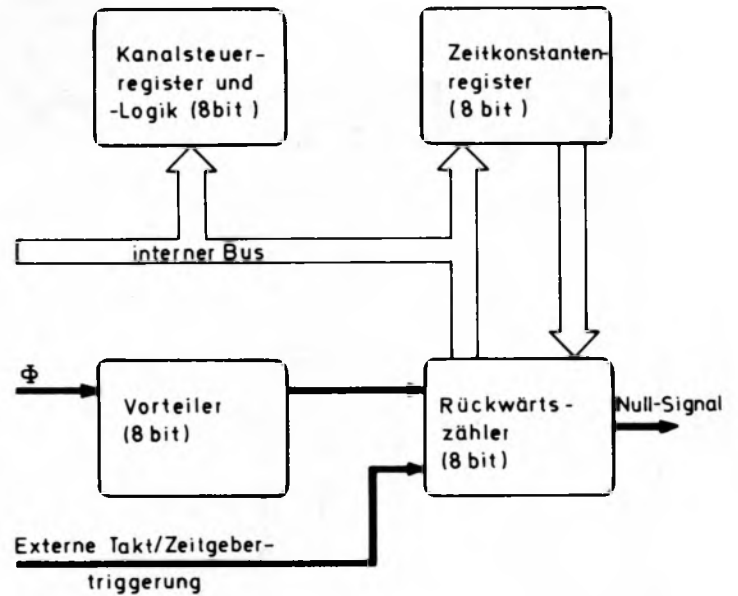 Kanalsteuer-
register und
-Logik (8bit)
Zeitkonstanten-
register
(8 bit)
interner Bus
Φ
Vorteiler
(8 bit)
Rückwärts-
zähler
(8 bit)
Null-Signal
Externe Takt/Zeitgeber-
triggerung